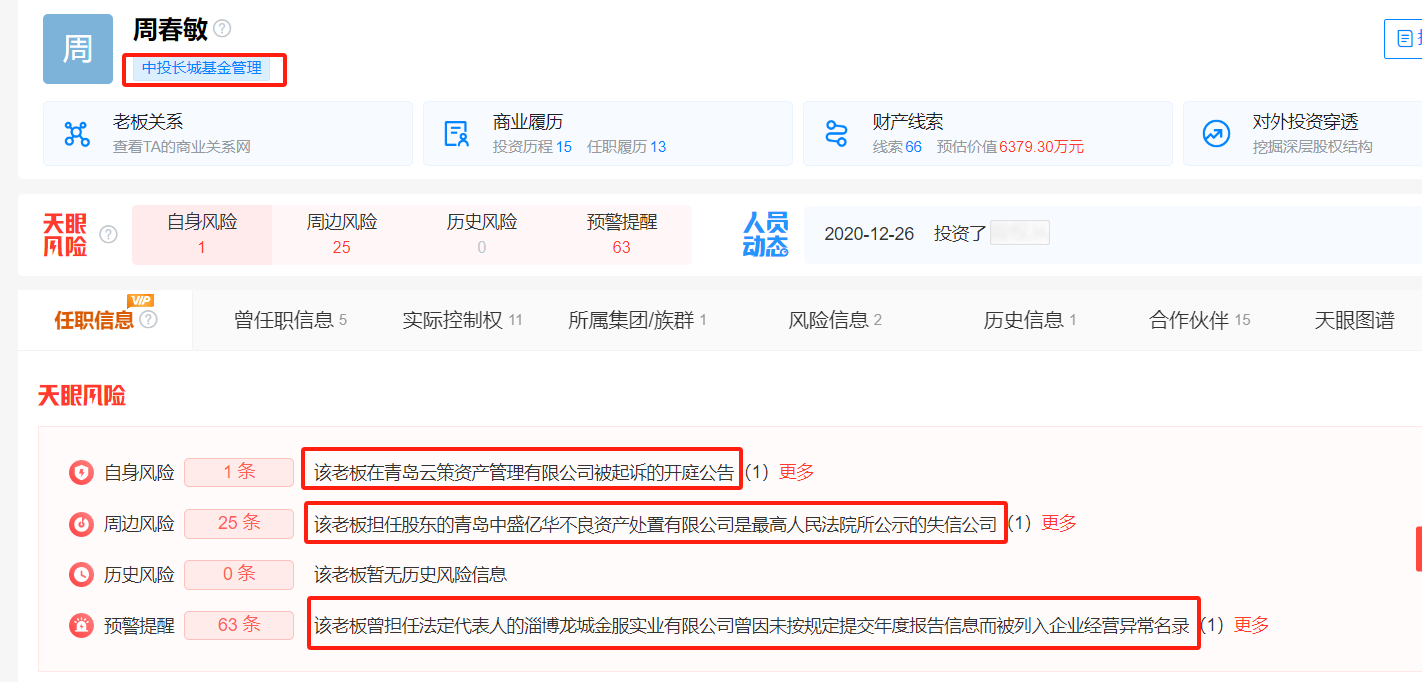 周
周春敏
中投长城基金管理
老板关系
查看TA的商业关系网
商业履历
投资历程 15 任职履历 13
财产线索
线索 66 预估价值6379.30万元
对外投资穿透
挖掘深层股权结构
天眼风险
自身风险
1
周边风险
25
历史风险
0
预警提醒
63
人员动态
2020-12-26 投资了
任职信息 VIP
曾任职信息 5
实际控制权 11
所属集团/族群 1
风险信息 2
历史信息 1
合作伙伴 15
天眼图谱
天眼风险
自身风险 1 条 该老板在青岛云策资产管理有限公司被起诉的开庭公告 (1) 更多
周边风险 25 条 该老板担任股东的青岛中盛亿华不良资产处置有限公司是最高人民法院所公示的失信公司 (1) 更多
历史风险 0 条 该老板暂无历史风险信息
预警提醒 63 条 该老板曾担任法定代表人的淄博龙城金服实业有限公司曾因未按规定提交年度报告信息而被列入企业经营异常名录 (1) 更多